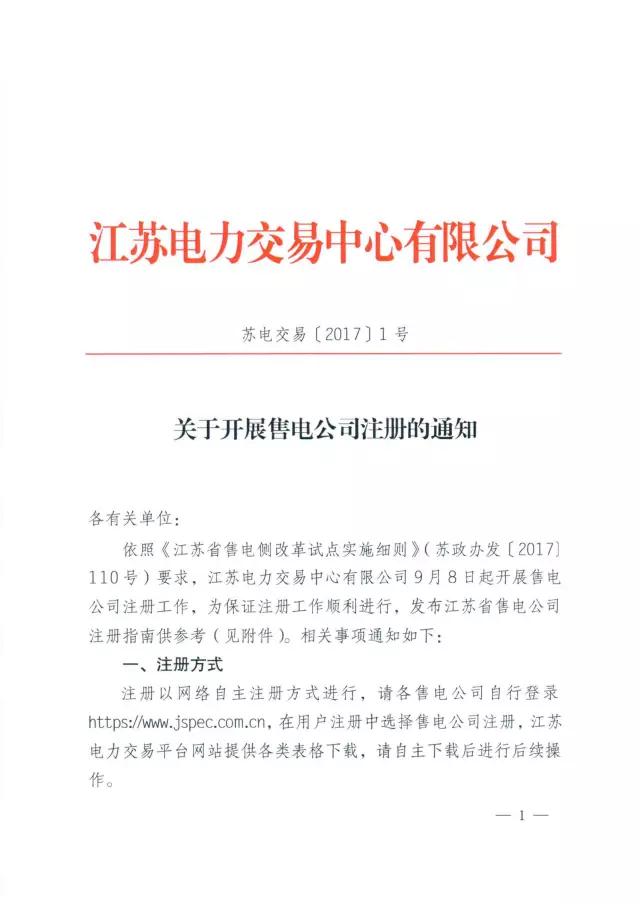 江苏电力交易中心有限公司
苏电交易〔2017〕1号
关于开展售电公司注册的通知
各有关单位：
依照《江苏省售电侧改革试点实施细则》（苏政办发〔2017〕
110号）要求，江苏电力交易中心有限公司9月8日起开展售电
公司注册工作，为保证注册工作顺利进行，发布江苏省售电公司
注册指南供参考（见附件）。相关事项通知如下：
一、注册方式
注册以网络自主注册方式进行，请各售电公司自行登录
https://www.jspec.com.cn，在用户注册中选择售电公司注册，江苏
电力交易平台网站提供各类表格下载，请自主下载后进行后续操
作。
— 1 —